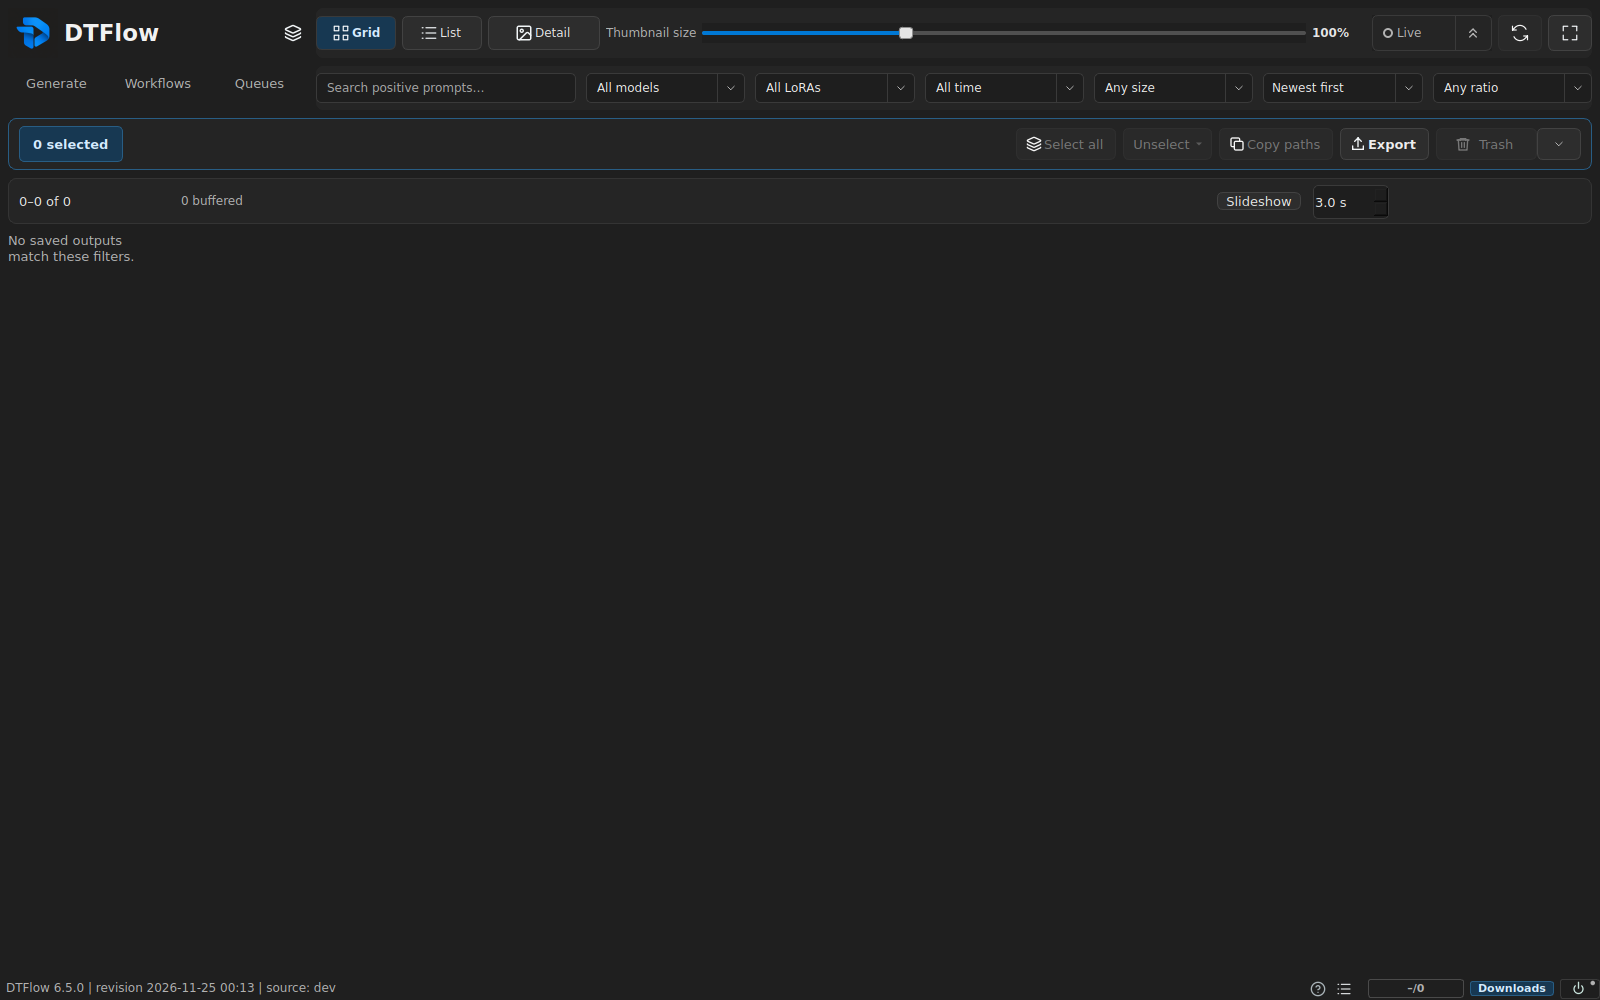 DTFlow
Grid
List
Detail
Thumbnail size
100%
Live
Generate
Workflows
Queues
Search positive prompts...
All models
All LoRAs
All time
Any size
Newest first
Any ratio
0 selected
Select all
Unselect
Copy paths
Export
Trash
0–0 of 0
0 buffered
Slideshow
3.0 s
No saved outputs
match these filters.
DTFlow 6.5.0 | revision 2026-11-25 00:13 | source: dev
–/0
Downloads